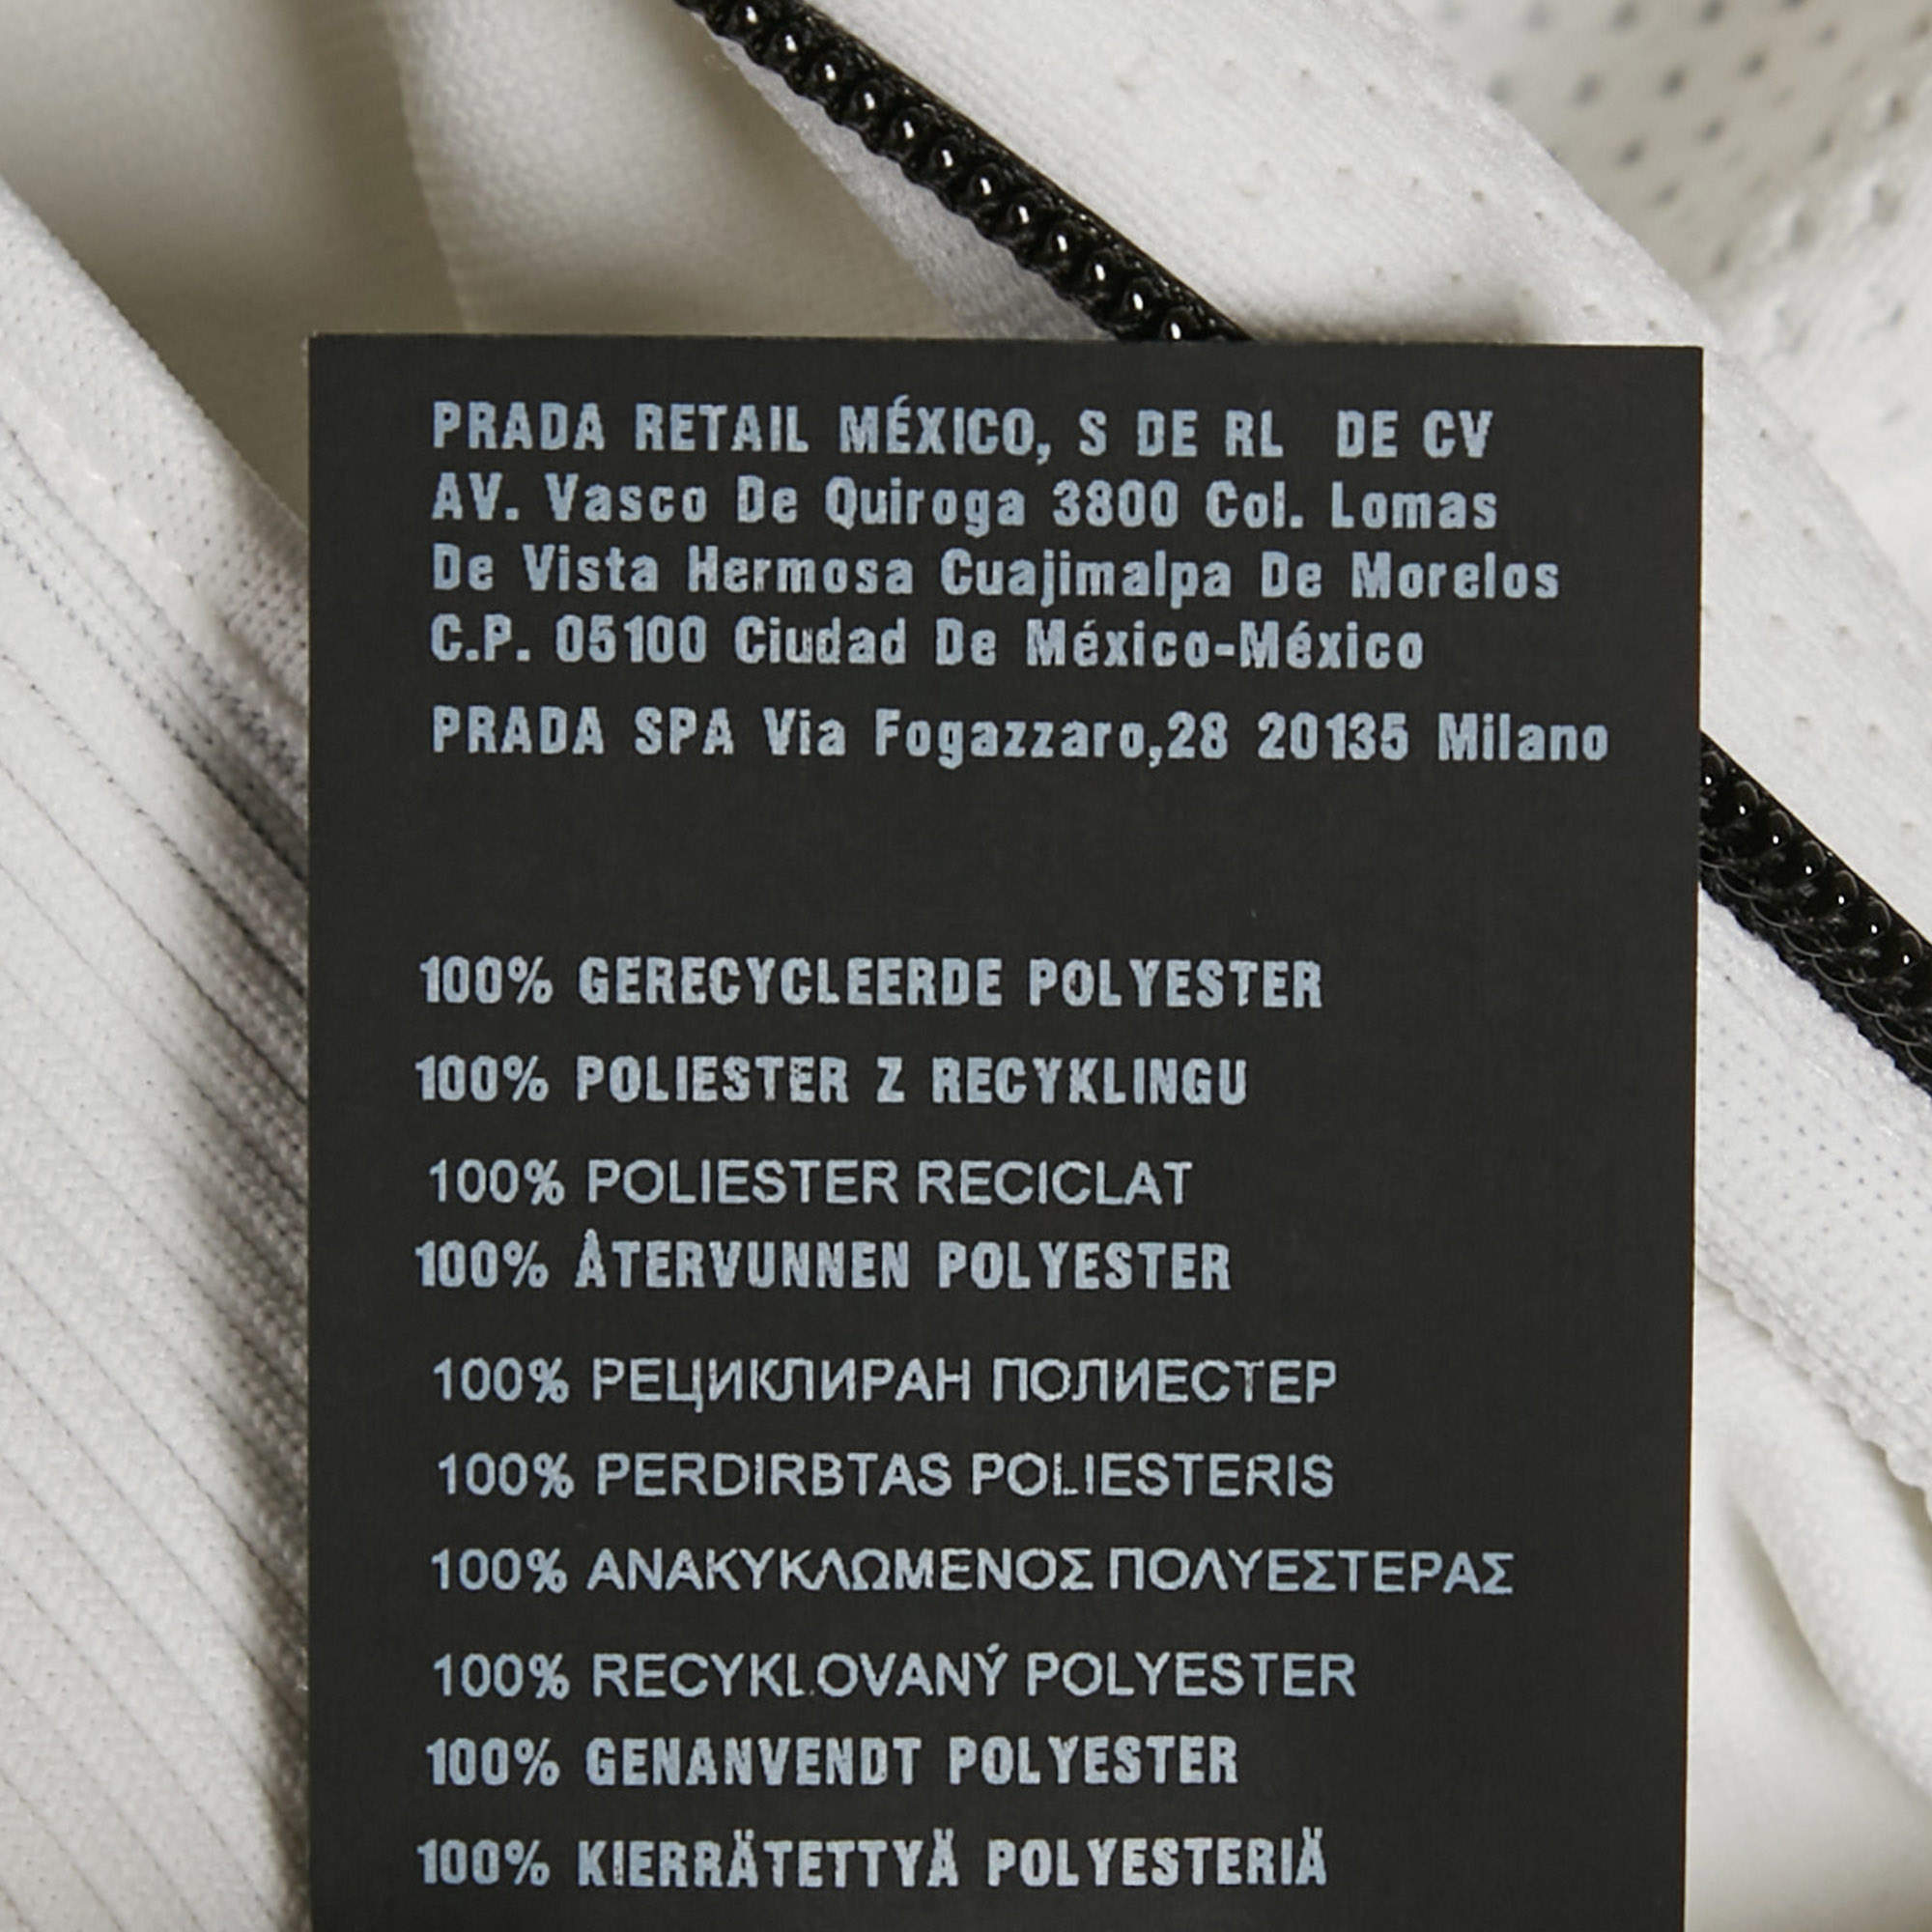 PRADA RETAIL MÉXICO, S DE RL DE CV
AV. Vasco De Quiroga 3800 Col. Lomas
De Vista Hermosa Cuajimalpa De Morelos
C.P. 05100 Ciudad De México-México
PRADA SPA Via Fogazzaro,28 20135 Milano
100% GERECYCLEERDE POLYESTER
100% POLIESTER Z RECYKLINGU
100% POLIESTER RECICLAT
100% ÅTERVUNNEN POLYESTER
100% РЕЦИКЛИРАН ПОЛИЕСТЕР
100% PERDIRBTAS POLIESTERIS
100% ΑΝΑΚΥΚΛΩΜΕΝΟΣ ΠΟΛΥΕΣΤΕΡΑΣ
100% RECYKLOVANÝ POLYESTER
100% GENANVENDT POLYESTER
100% KIERRÄTETTYÄ POLYESTERIÄ